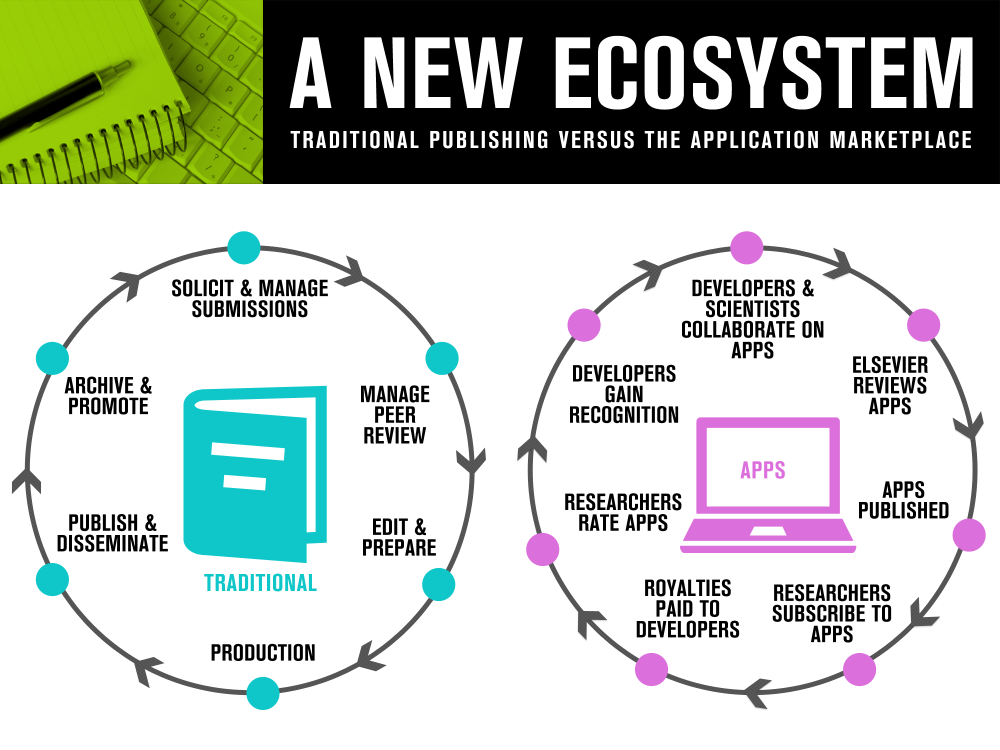 A NEW ECOSYSTEM
TRADITIONAL PUBLISHING VERSUS THE APPLICATION MARKETPLACE
SOLICIT & MANAGE
SUBMISSIONS
MANAGE
PEER
REVIEW
EDIT &
PREPARE
PRODUCTION
PUBLISH &
DISSEMINATE
ARCHIVE &
PROMOTE
TRADITIONAL
DEVELOPERS &
SCIENTISTS
COLLABORATE ON
APPS
ELSEVIER
REVIEWS
APPS
APPS
PUBLISHED
RESEARCHERS
SUBSCRIBE TO
APPS
ROYALTIES
PAID TO
DEVELOPERS
RESEARCHERS
RATE APPS
DEVELOPERS
GAIN
RECOGNITION
APPS